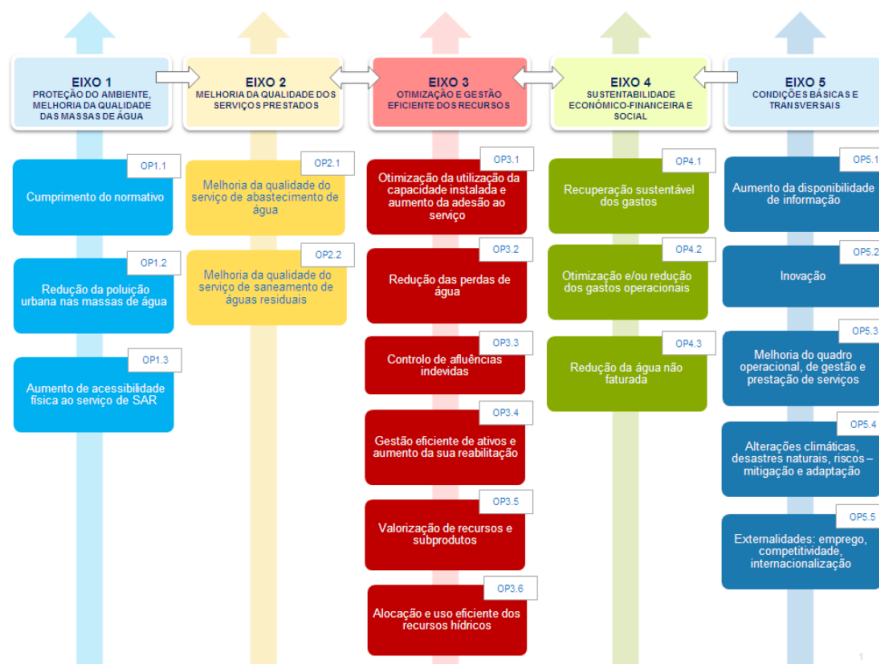 EIXO 1
PROTEÇÃO DO AMBIENTE,
MELHORIA DA QUALIDADE
DAS MASSAS DE ÁGUA
EIXO 2
MELHORIA DA QUALIDADE DOS
SERVIÇOS PRESTADOS
EIXO 3
OTIMIZAÇÃO E GESTÃO
EFICIENTE DOS RECURSOS
EIXO 4
SUSTENTABILIDADE
ECONÓMICO-FINANCEIRA E
SOCIAL
EIXO 5
CONDIÇÕES BÁSICAS E
TRANSVERSAIS
OP1.1
Cumprimento do normativo
OP1.2
Redução da poluição
urbana nas massas de água
OP1.3
Aumento de acessibilidade
física ao serviço de SAR
OP2.1
Melhoria da qualidade do
serviço de abastecimento de
água
OP2.2
Melhoria da qualidade do
serviço de saneamento de
águas residuais
OP3.1
Otimização da utilização da
capacidade instalada e
aumento da adesão ao
serviço
OP3.2
Redução das perdas de
água
OP3.3
Controlo de afluências
indevidas
OP3.4
Gestão eficiente de ativos e
aumento da sua reabilitação
OP3.5
Valorização de recursos e
subprodutos
OP3.6
Alocação e uso eficiente dos
recursos hídricos
OP4.1
Recuperação sustentável
dos gastos
OP4.2
Otimização e/ou redução
dos gastos operacionais
OP4.3
Redução da água não
faturada
OP5.1
Aumento da disponibilidade
de informação
OP5.2
Inovação
OP5.3
Melhoria do quadro
operacional, de gestão e
prestação de serviços
OP5.4
Alterações climáticas,
desastres naturais, riscos –
mitigação e adaptação
OP5.5
Externalidades: emprego,
competitividade,
internacionalização
1